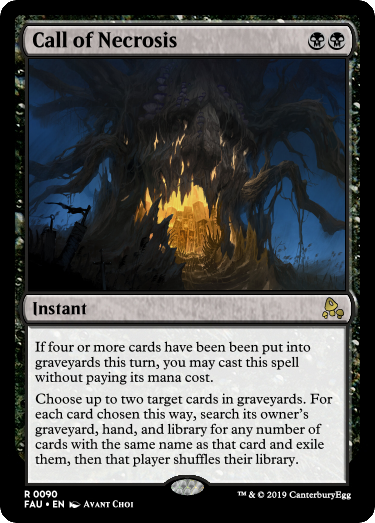 Call of Necrosis
Instant
If four or more cards have been been put into
graveyards this turn, you may cast this spell
without paying its mana cost.
Choose up to two target cards in graveyards. For
each card chosen this way, search its owner's
graveyard, hand, and library for any number of
cards with the same name as that card and exile
them, then that player shuffles their library.
R 0090
FAU • EN Avant Choi
™ & © 2019 CanterburyEgg